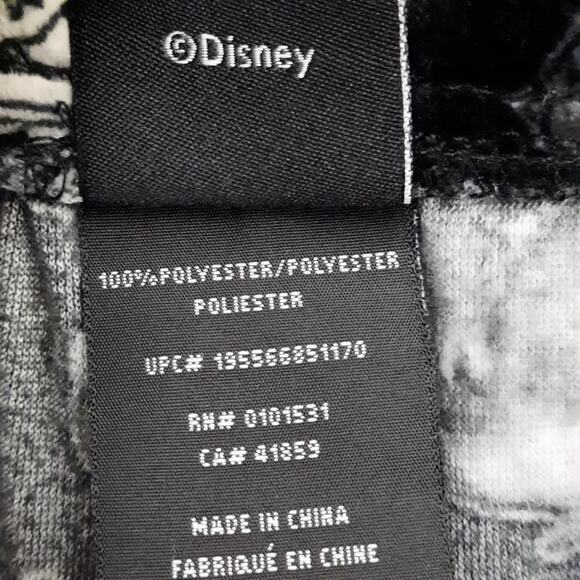 ©Disney
100%POLYESTER/POLYESTER
POLIESTER
UPC# 195566851170
RN# 0101531
CA# 41859
MADE IN CHINA
FABRIQUÉ EN CHINE